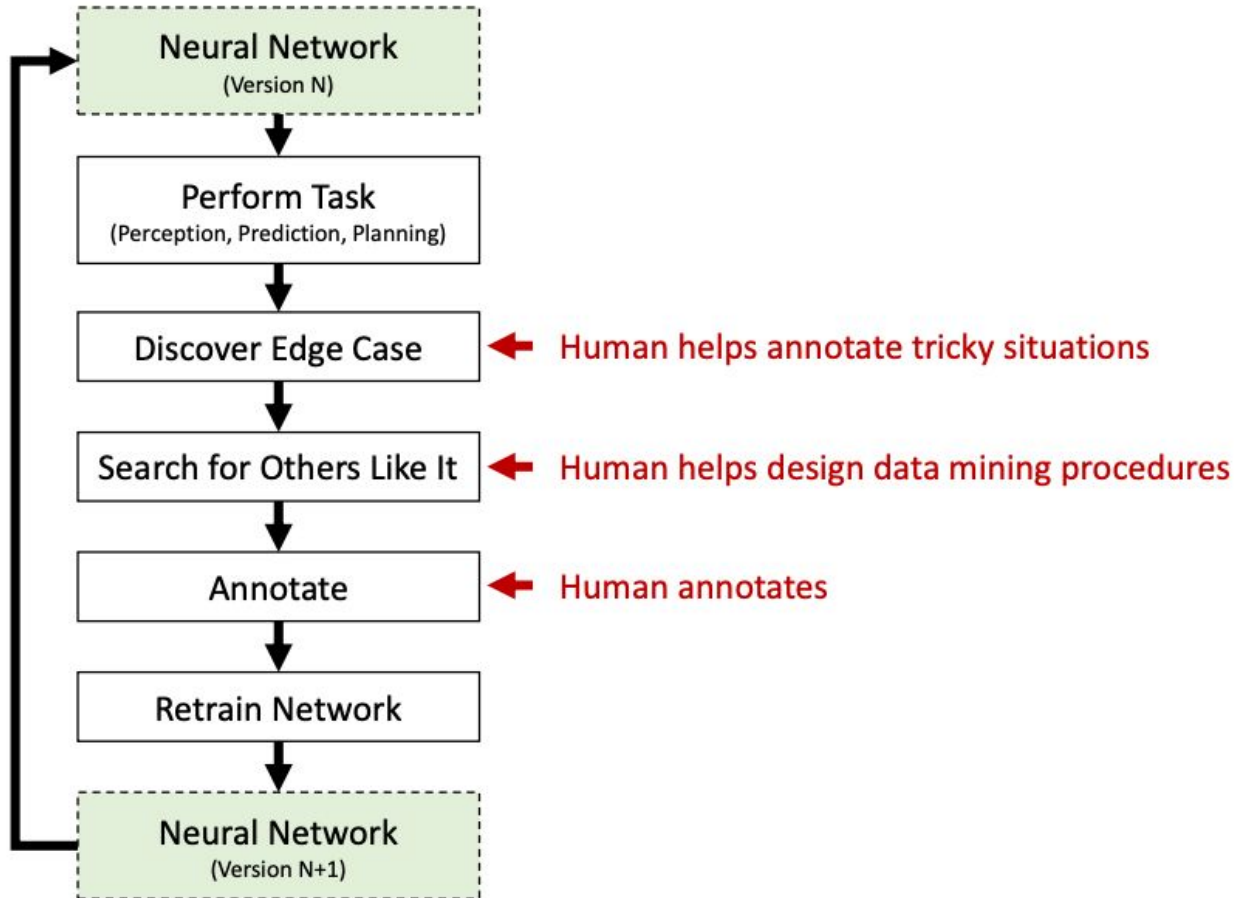 Neural Network
(Version N)
Perform Task
(Perception, Prediction, Planning)
Discover Edge Case
Human helps annotate tricky situations
Search for Others Like It
Human helps design data mining procedures
Annotate
Human annotates
Retrain Network
Neural Network
(Version N+1)